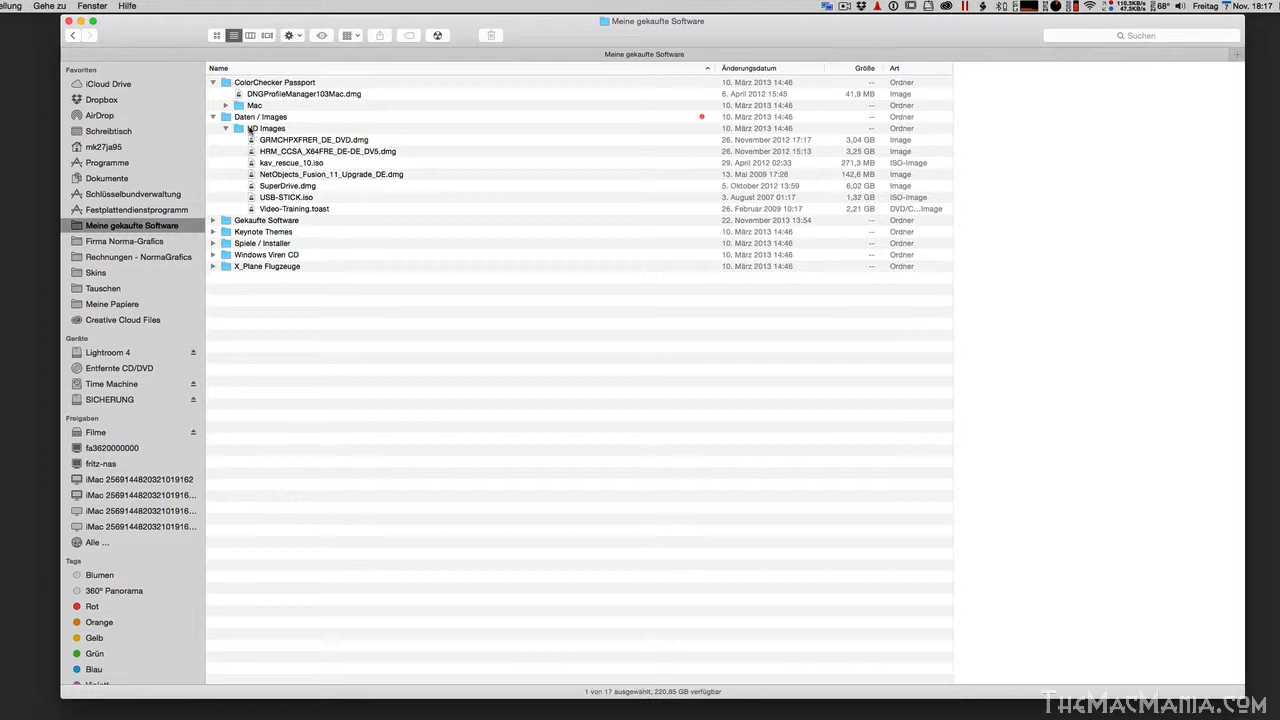 ellung Gehe zu Fenster Hilfe 68° Freitag 7 Nov. 18:17
Meine gekaufte Software
Suchen
Meine gekaufte Software
Name Änderungsdatum Größe Art
Favoriten
iCloud Drive
Dropbox
AirDrop
Schreibtisch
mk27ja95
Programme
Dokumente
Schlüsselbundverwaltung
Festplattendienstprogramm
Meine gekaufte Software
Firma Norma-Grafics
Rechnungen - NormaGrafics
Skins
Tauschen
Meine Papiere
Creative Cloud Files
Geräte
Lightroom 4
Entfernte CD/DVD
Time Machine
SICHERUNG
Freigaben
Filme
fa3620000000
fritz-nas
iMac 2569144820321019162
iMac 256914482032101916...
iMac 256914482032101916...
iMac 256914482032101916...
Alle ...
Tags
Blumen
360° Panorama
Rot
Orange
Gelb
Grün
Blau
ColorChecker Passport 10. März 2013 14:46 -- Ordner
DNGProfileManager103Mac.dmg 6. April 2012 15:45 41,9 MB Image
Mac 10. März 2013 14:46 -- Ordner
Daten / Images 10. März 2013 14:46 -- Ordner
Images 10. März 2013 14:46 -- Ordner
GRMCHPXFRER_DE_DVD.dmg 26. November 2012 17:17 3,04 GB Image
HRM_CCSA_X64FRE_DE-DE_DV5.dmg 26. November 2012 15:13 3,25 GB Image
kav_rescue_10.iso 29. April 2012 02:33 271,3 MB ISO-Image
NetObjects_Fusion_11_Upgrade_DE.dmg 13. Mai 2009 17:26 142,6 MB Image
SuperDrive.dmg 5. Oktober 2012 13:59 6,02 GB Image
USB-STICK.iso 3. August 2007 01:17 1,32 GB ISO-Image
Video-Training.toast 26. Februar 2009 10:17 2,21 GB DVD/C...Image
Gekaufte Software 22. November 2013 13:54 -- Ordner
Keynote Themes 10. März 2013 14:46 -- Ordner
Spiele / Installer 10. März 2013 14:46 -- Ordner
Windows Viren CD 10. März 2013 14:46 -- Ordner
X_Plane Flugzeuge 10. März 2013 14:46 -- Ordner
1 von 17 ausgewählt, 220,85 GB verfügbar
TheMacMania.com